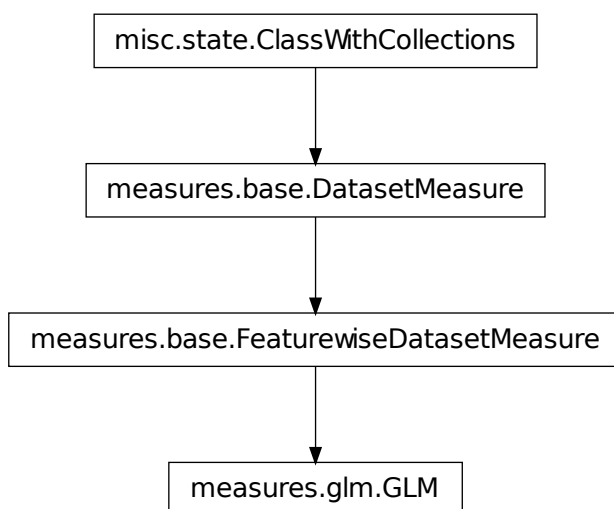 misc.state.ClassWithCollections
measures.base.DatasetMeasure
measures.base.FeaturewiseDatasetMeasure
measures.glm.GLM